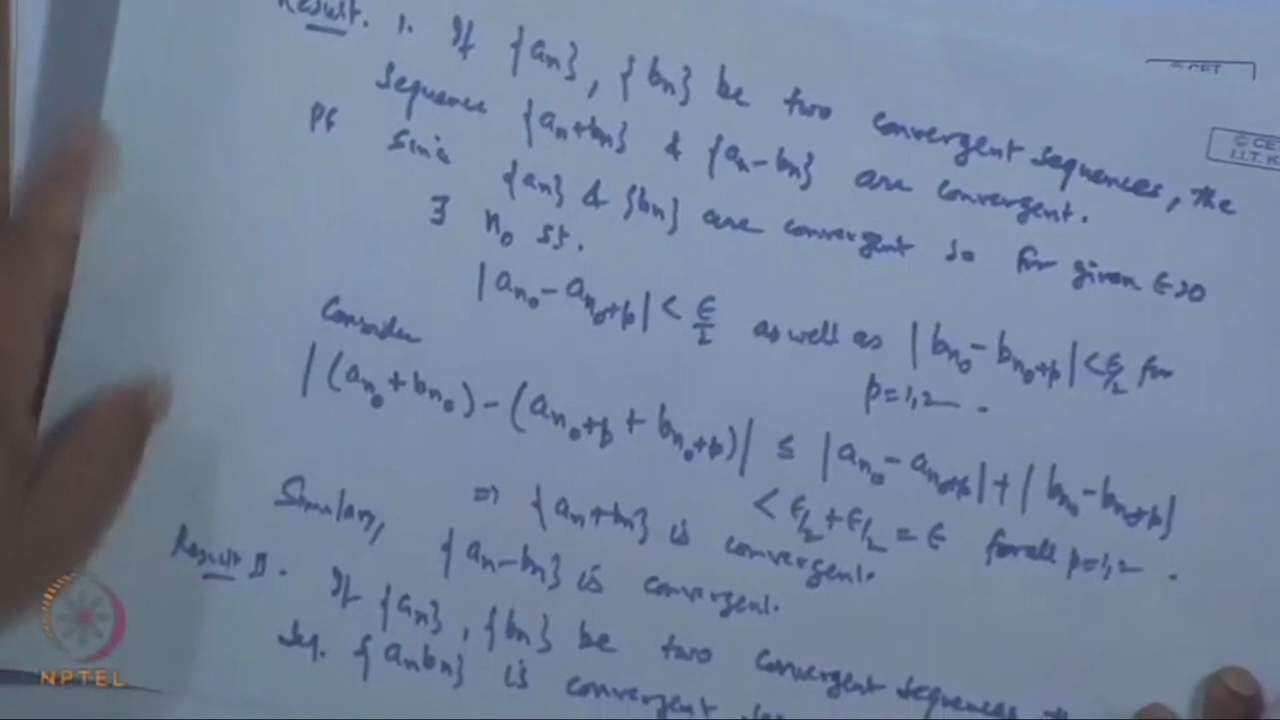 Result. 1. If {an}, {bn} be two convergent sequences, the
Sequence {an+bn} & {an-bn} are convergent.
Pf Since {an} & {bn} are convergent so for given ε>0
∃ n₀ st.
|an₀ - an₀+p| < ε/2 as well as |bn₀ - bn₀+p| < ε/2 for
p=1,2
Consider
|(an₀ + bn₀) - (an₀+p + bn₀+p)| ≤ |an₀ - an₀+p| + |bn₀ - bn₀+p|
< ε/2 + ε/2 = ε for all p=1,2 .
⇒ {an+bn} is convergent.
Similarly, {an-bn} is convergent.
Result II. If {an}, {bn} be two convergent sequences
Seq. {anbn} is convergent
© CET
I.I.T. K
NPTEL